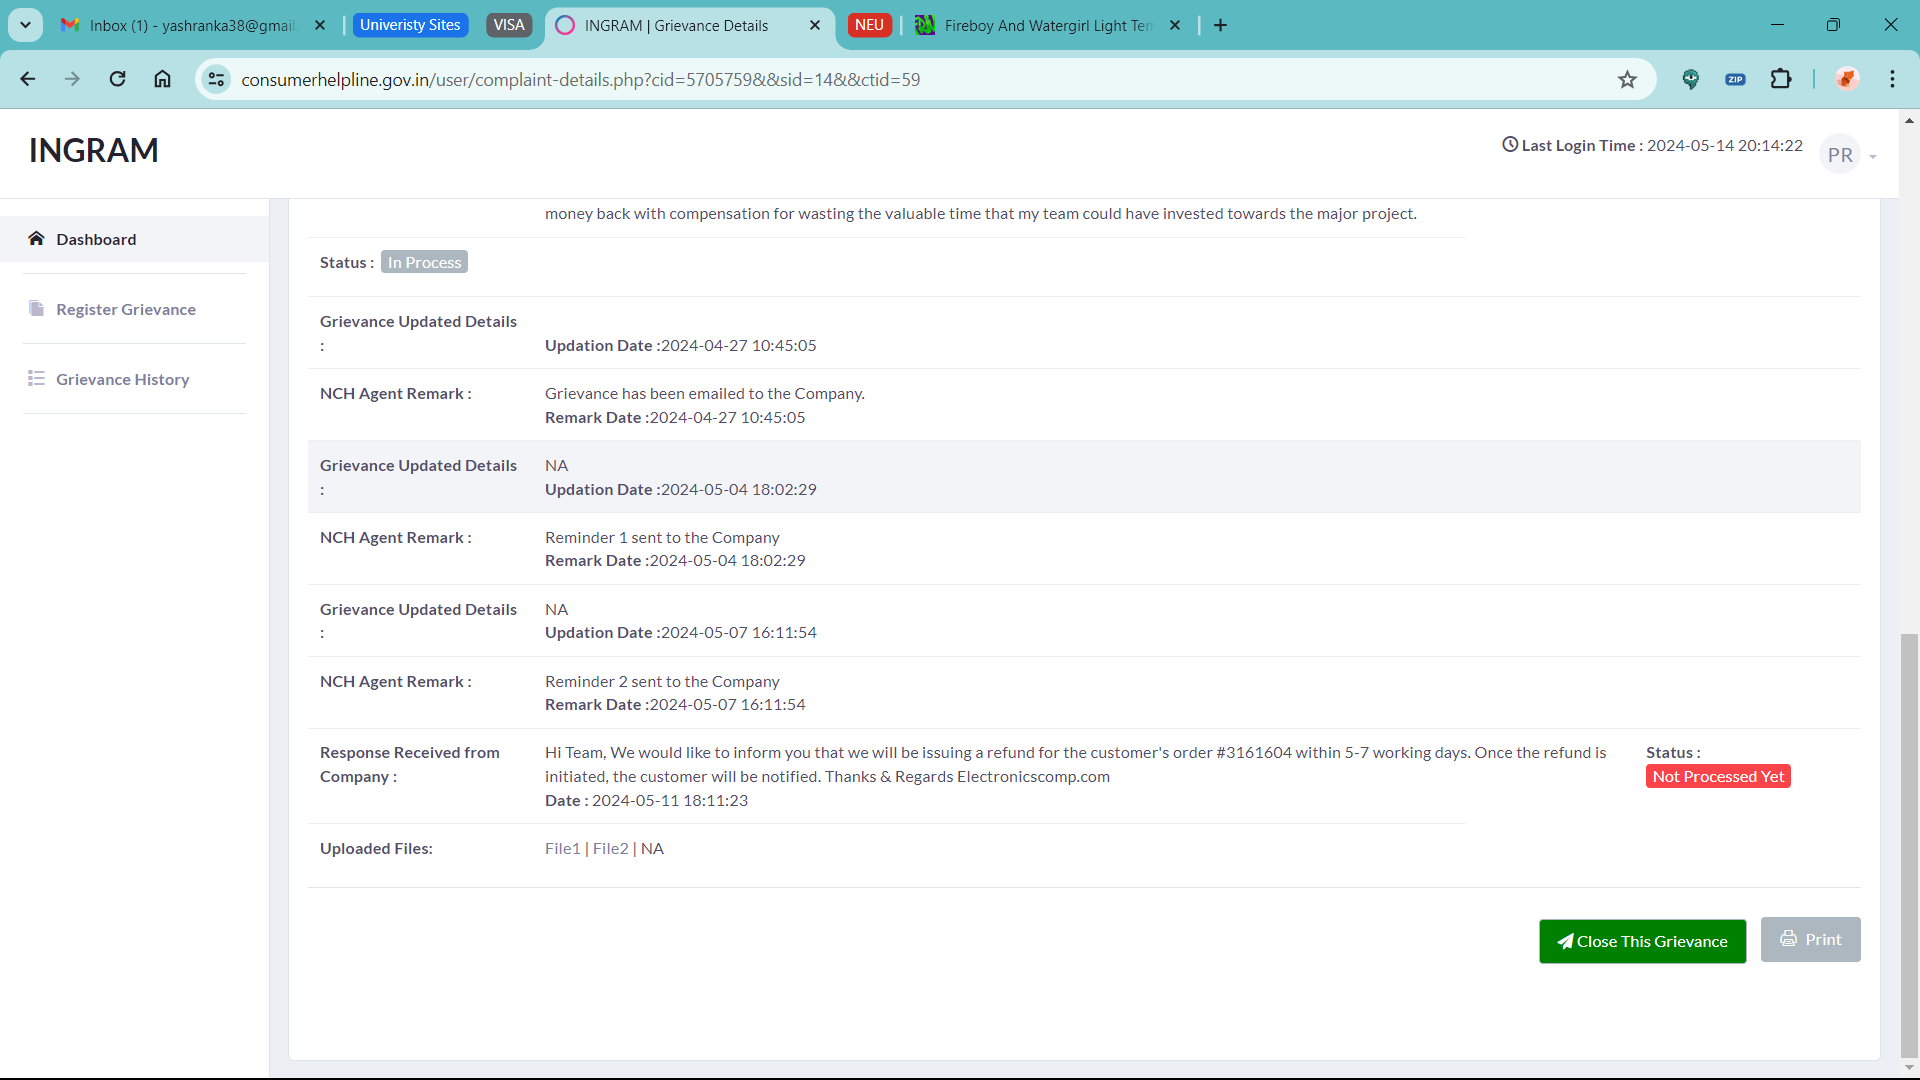 Inbox (1) - yashranka38@gmail.
Univeristy Sites
VISA
INGRAM | Grievance Details
NEU
Fireboy And Watergirl Light Ten
consumerhelpline.gov.in/user/complaint-details.php?cid=5705759&&sid=14&&ctid=59
ZIP
INGRAM
Last Login Time : 2024-05-14 20:14:22
PR
Dashboard
Register Grievance
Grievance History
money back with compensation for wasting the valuable time that my team could have invested towards the major project.
Status : In Process
Grievance Updated Details
:
Updation Date :2024-04-27 10:45:05
NCH Agent Remark :
Grievance has been emailed to the Company.
Remark Date :2024-04-27 10:45:05
Grievance Updated Details
:
NA
Updation Date :2024-05-04 18:02:29
NCH Agent Remark :
Reminder 1 sent to the Company
Remark Date :2024-05-04 18:02:29
Grievance Updated Details
:
NA
Updation Date :2024-05-07 16:11:54
NCH Agent Remark :
Reminder 2 sent to the Company
Remark Date :2024-05-07 16:11:54
Response Received from
Company :
Hi Team, We would like to inform you that we will be issuing a refund for the customer's order #3161604 within 5-7 working days. Once the refund is
initiated, the customer will be notified. Thanks & Regards Electronicscomp.com
Date : 2024-05-11 18:11:23
Status :
Not Processed Yet
Uploaded Files:
File1 | File2 | NA
Close This Grievance
Print